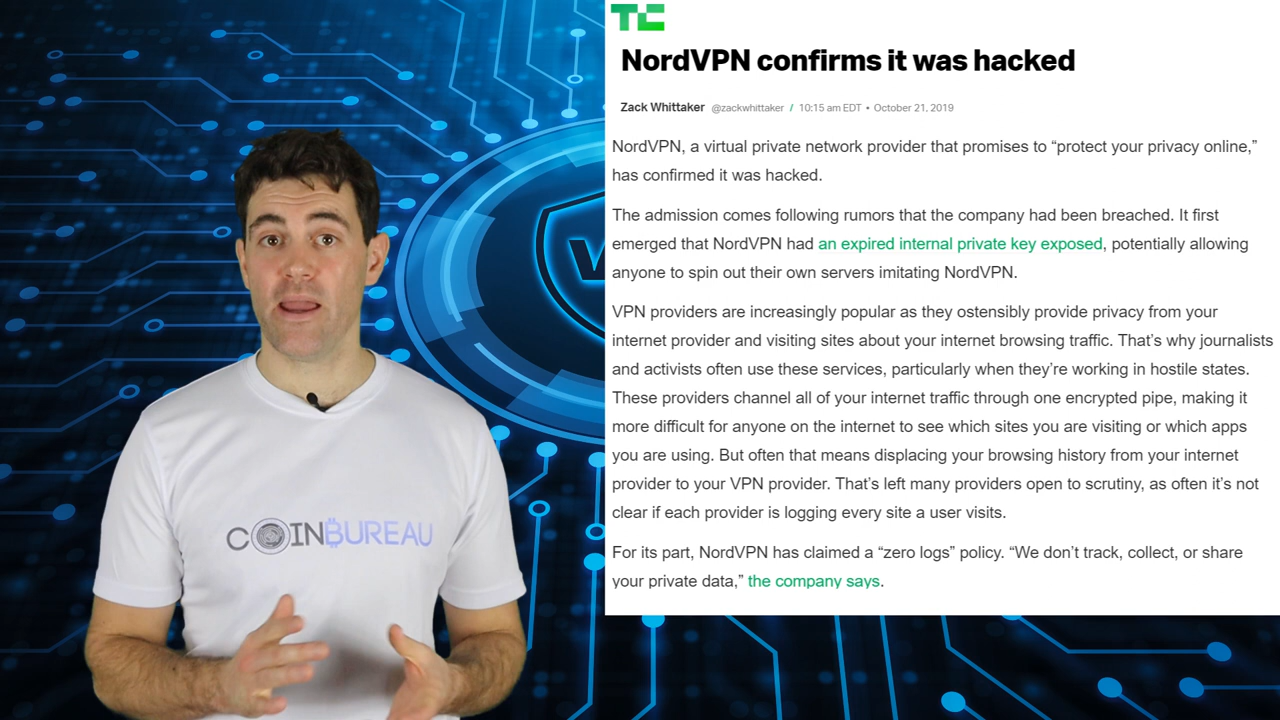 TC
NordVPN confirms it was hacked
Zack Whittaker @zackwhittaker / 10:15 am EDT • October 21, 2019
NordVPN, a virtual private network provider that promises to “protect your privacy online,”
has confirmed it was hacked.
The admission comes following rumors that the company had been breached. It first
emerged that NordVPN had an expired internal private key exposed, potentially allowing
anyone to spin out their own servers imitating NordVPN.
VPN providers are increasingly popular as they ostensibly provide privacy from your
internet provider and visiting sites about your internet browsing traffic. That’s why journalists
and activists often use these services, particularly when they’re working in hostile states.
These providers channel all of your internet traffic through one encrypted pipe, making it
more difficult for anyone on the internet to see which sites you are visiting or which apps
you are using. But often that means displacing your browsing history from your internet
provider to your VPN provider. That’s left many providers open to scrutiny, as often it’s not
clear if each provider is logging every site a user visits.
For its part, NordVPN has claimed a “zero logs” policy. “We don’t track, collect, or share
your private data,” the company says.
COINBUREAU